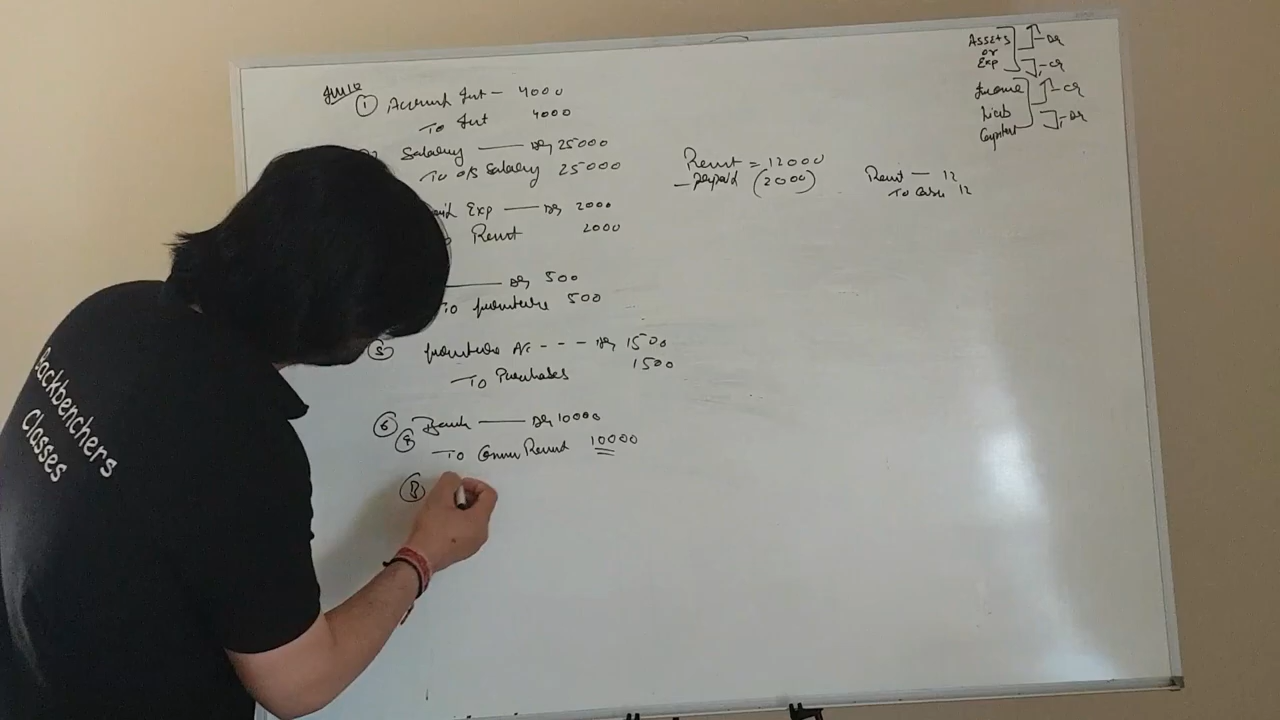 ① Accrued Int - 4000
To Int 4000
Salary —— Dr 25000
To o/s Salary 25000
Exp —— Dr 2000
Rent 2000
—— Dr 500
To furniture 500
⑤ furniture A/c - - - Dr 1500
To Purchases 1500
⑥ Bank —— Dr 10000
To Comm Rent 10000
⑧
Rent = 12000
- prepaid (2000)
Rent — 12
To Cash 12
Assets
or
Exp
Dr
Cr
Income
Liab
Capital
Cr
Dr
Backbenchers
Classes